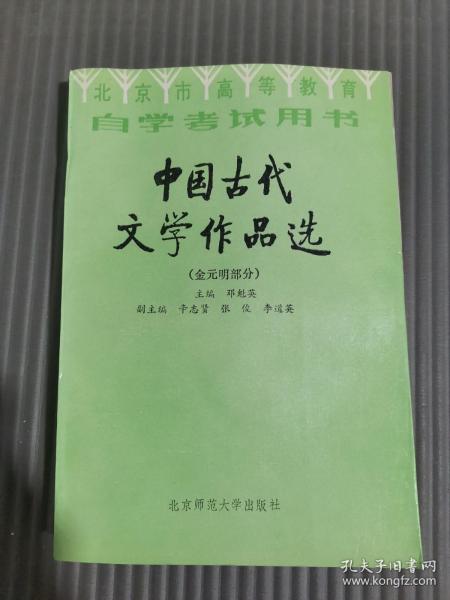 北京市高等教育
自学考试用书
中国古代
文学作品选
(金元明部分)
主编 邓魁英
副主编 辛志贤 张俊 李道英
北京师范大学出版社
孔夫子旧书网
www.kongfz.com